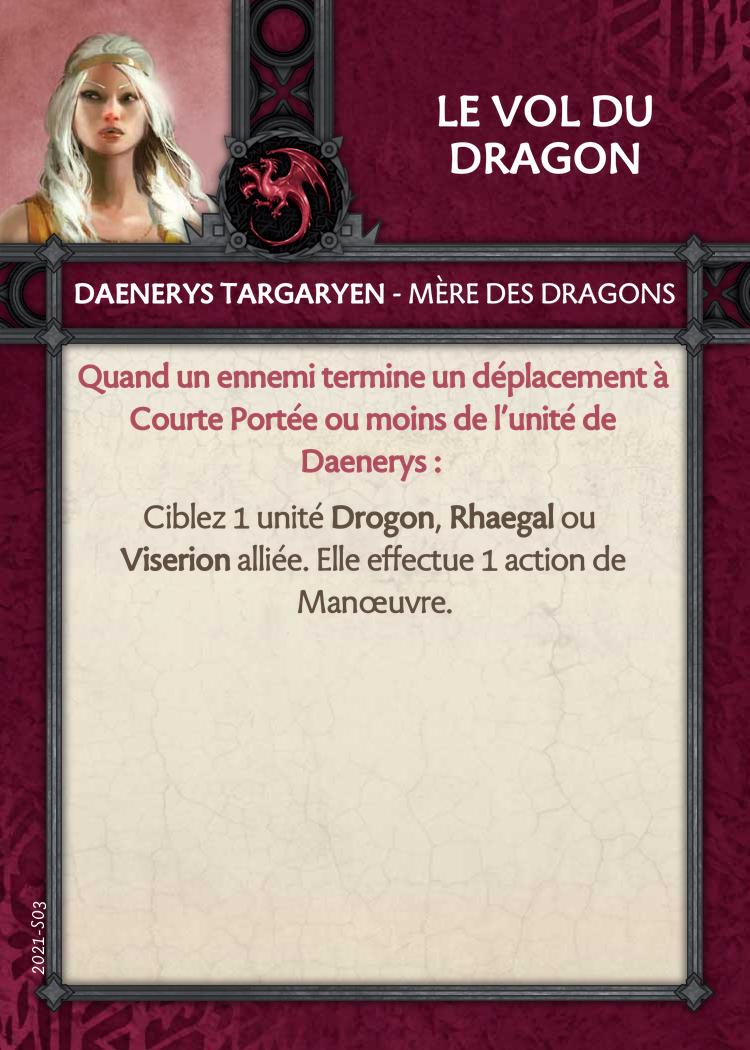 LE VOL DU
DRAGON
DAENERYS TARGARYEN - MÈRE DES DRAGONS
Quand un ennemi termine un déplacement à
Courte Portée ou moins de l'unité de
Daenerys :
Ciblez 1 unité Drogon, Rhaegal ou
Viserion alliée. Elle effectue 1 action de
Manœuvre.
2021-S03